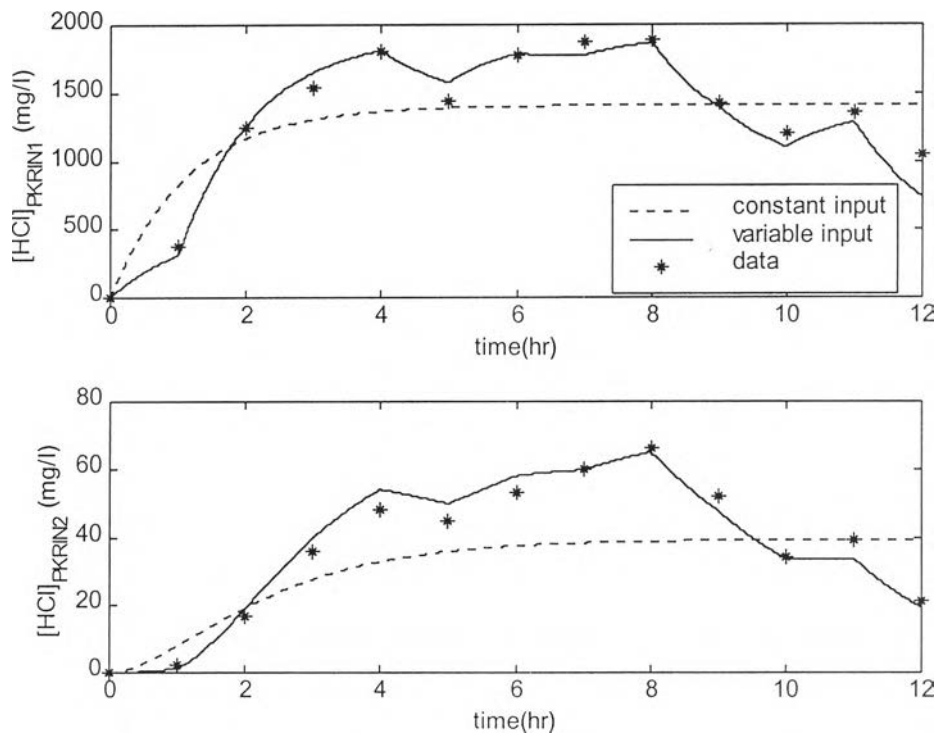 2000
1500
1000
500
0
[HCl]PKRIN1 (mg/l)
0 2 4 6 8 10 12
time(hr)
constant input
variable input
data
80
60
40
20
0
[HCl]PKRIN2 (mg/l)
0 2 4 6 8 10 12
time(hr)